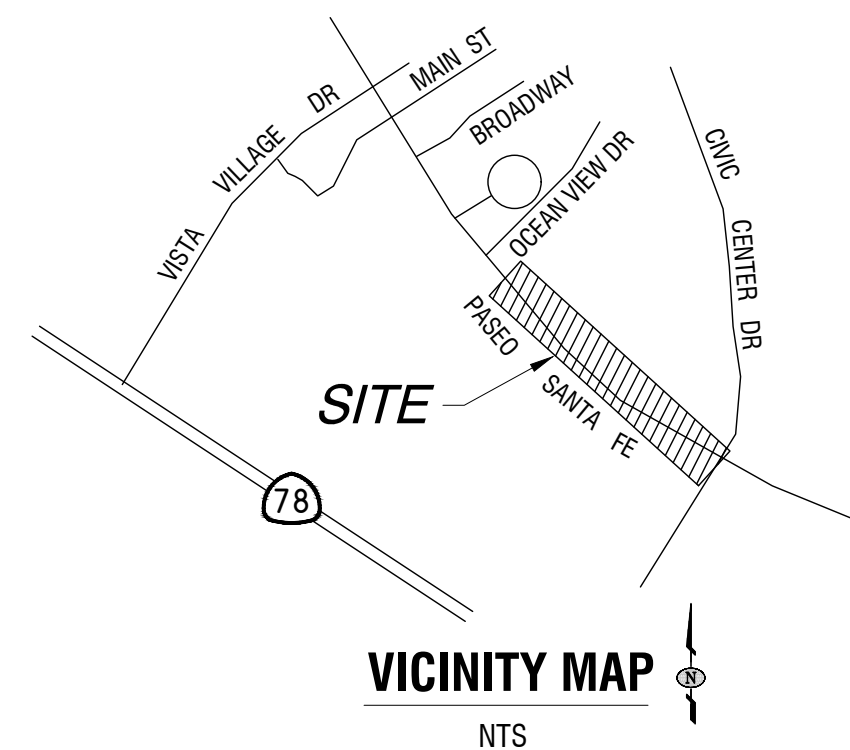 MAIN ST
VISTA VILLAGE DR
BROADWAY
OCEAN VIEW DR
CIVIC CENTER DR
PASEO SANTA FE
SITE
78
VICINITY MAP
N
NTS